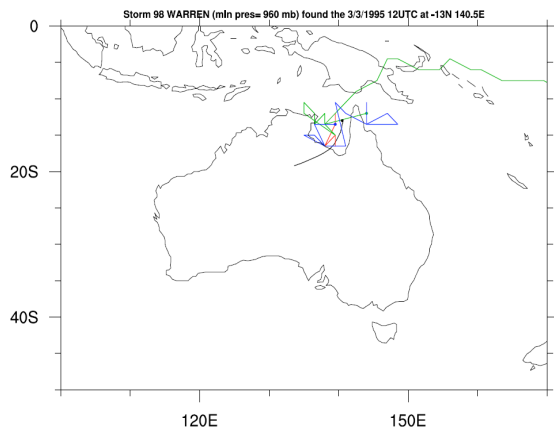 Storm 98 WARREN (min pres= 960 mb) found the 3/3/1995 12UTC at -13N 140.5E
0
20S
40S
120E
150E